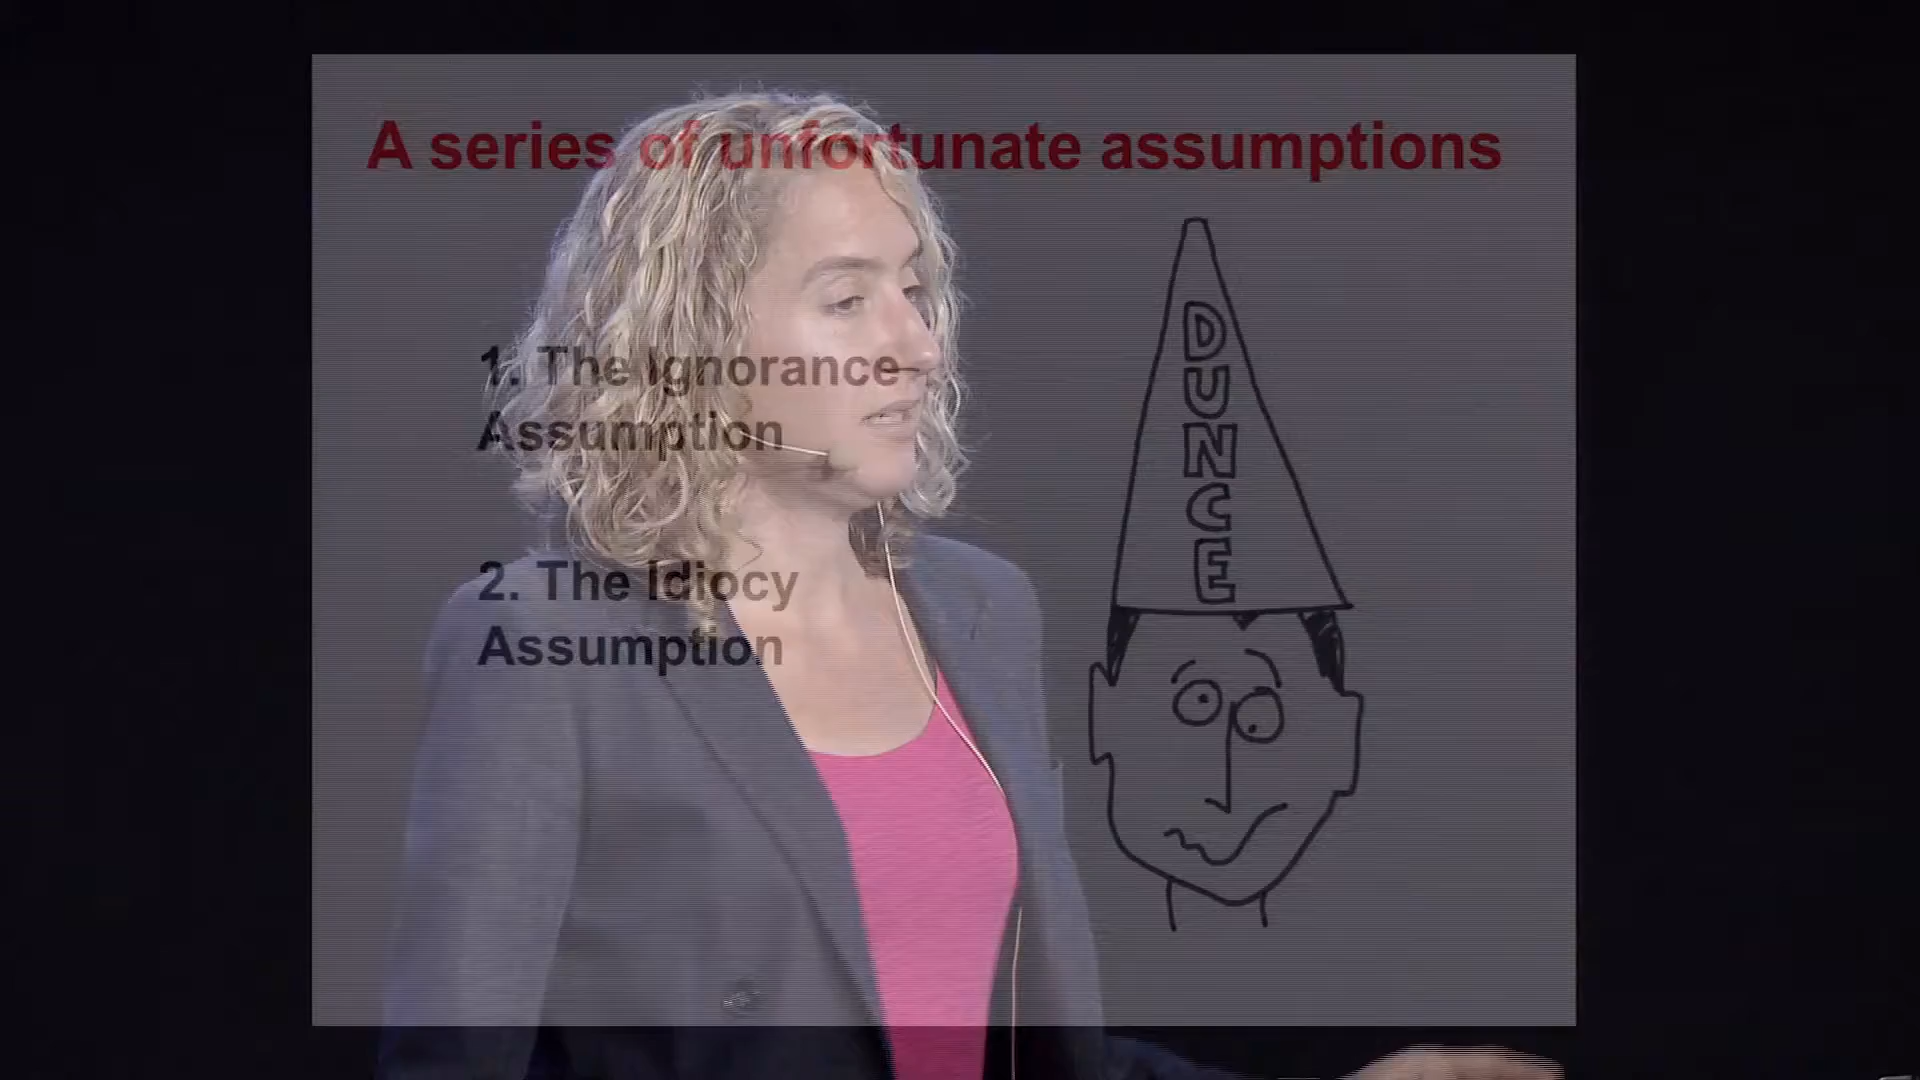 A series of unfortunate assumptions
1. The Ignorance
Assumption
2. The Idiocy
Assumption
DUNCE